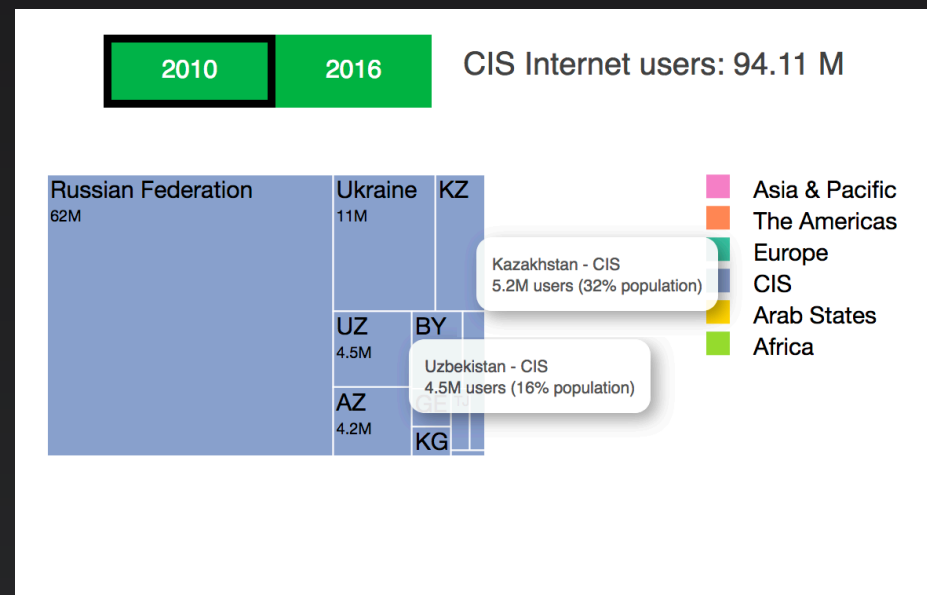 2010
2016
CIS Internet users: 94.11 M
Russian Federation
62M
Ukraine
11M
KZ
Kazakhstan - CIS
5.2M users (32% population)
UZ
4.5M
BY
Uzbekistan - CIS
4.5M users (16% population)
AZ
4.2M
GE
KG
Asia & Pacific
The Americas
Europe
CIS
Arab States
Africa